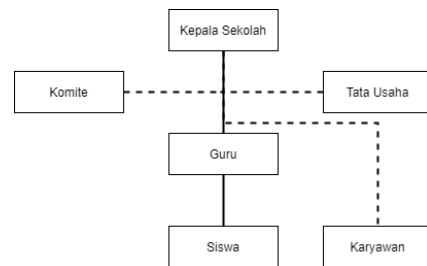 Kepala Sekolah
Komite
Tata Usaha
Guru
Siswa
Karyawan